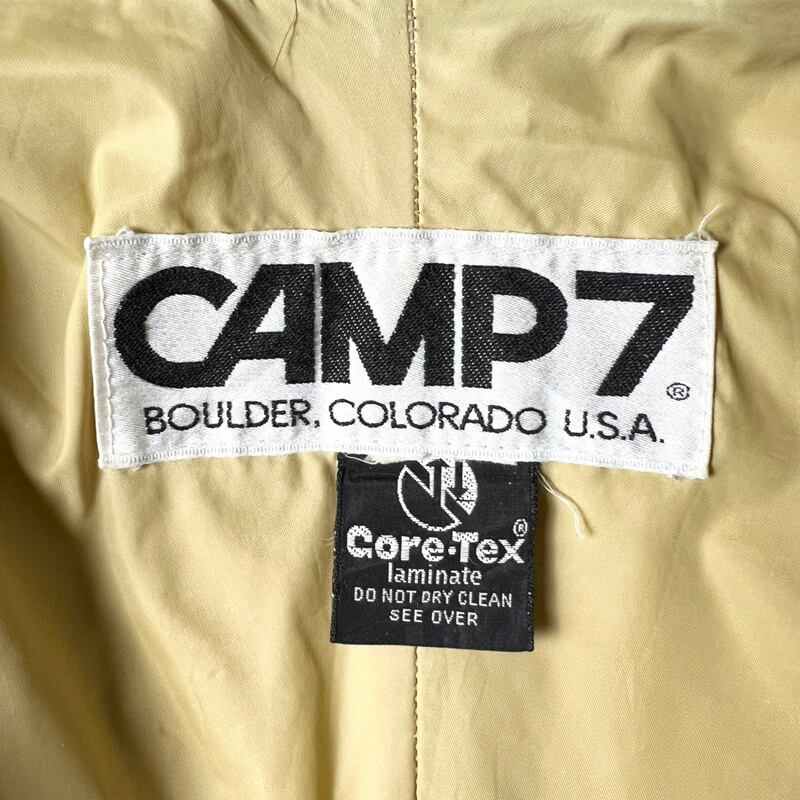 CAMP7®
BOULDER, COLORADO U.S.A.
Gore-Tex®
laminate
DO NOT DRY CLEAN
SEE OVER